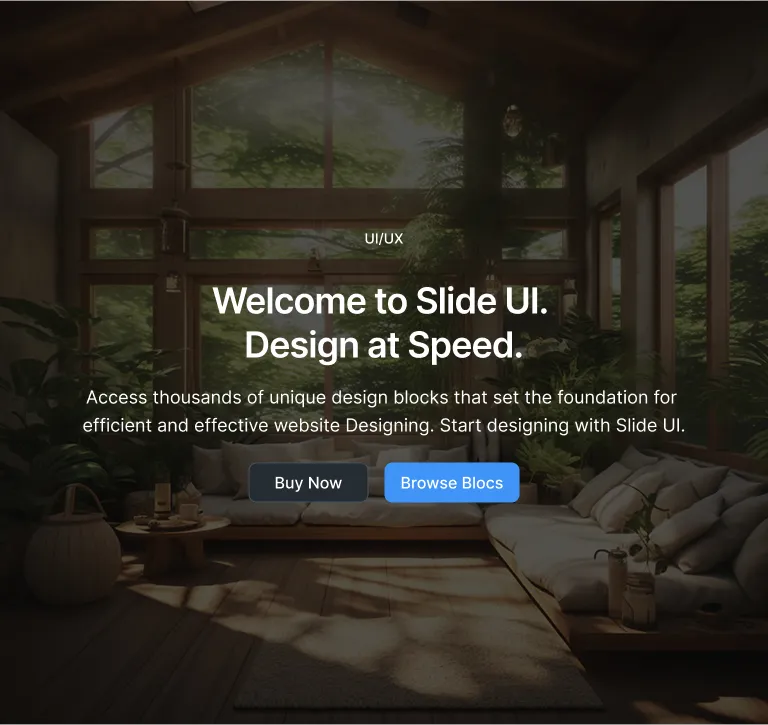 UI/UX
Welcome to Slide UI.
Design at Speed.
Access thousands of unique design blocks that set the foundation for
efficient and effective website Designing. Start designing with Slide UI.
Buy Now
Browse Blocs